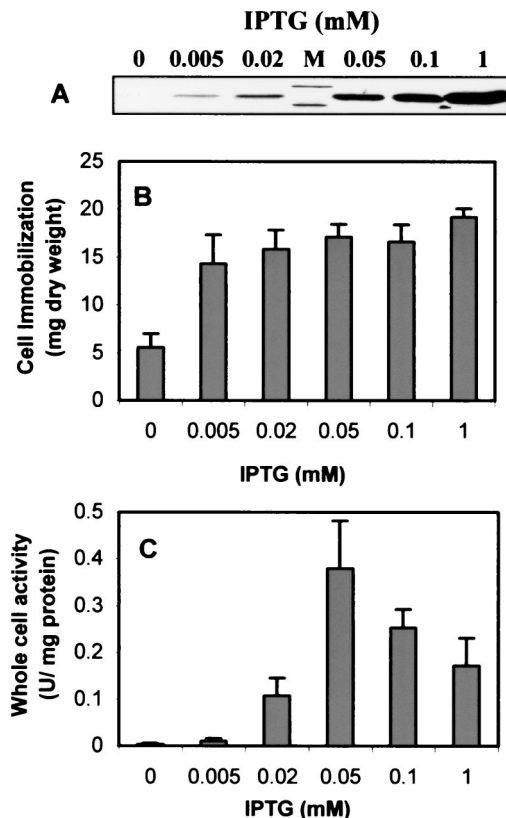 IPTG (mM)
0 0.005 0.02 M 0.05 0.1 1
A
25
20
15
10
5
0
B
Cell Immobilization
(mg dry weight)
0 0.005 0.02 0.05 0.1 1
IPTG (mM)
0.5
0.4
0.3
0.2
0.1
0
C
Whole cell activity
(U/ mg protein)
0 0.005 0.02 0.05 0.1 1
IPTG (mM)